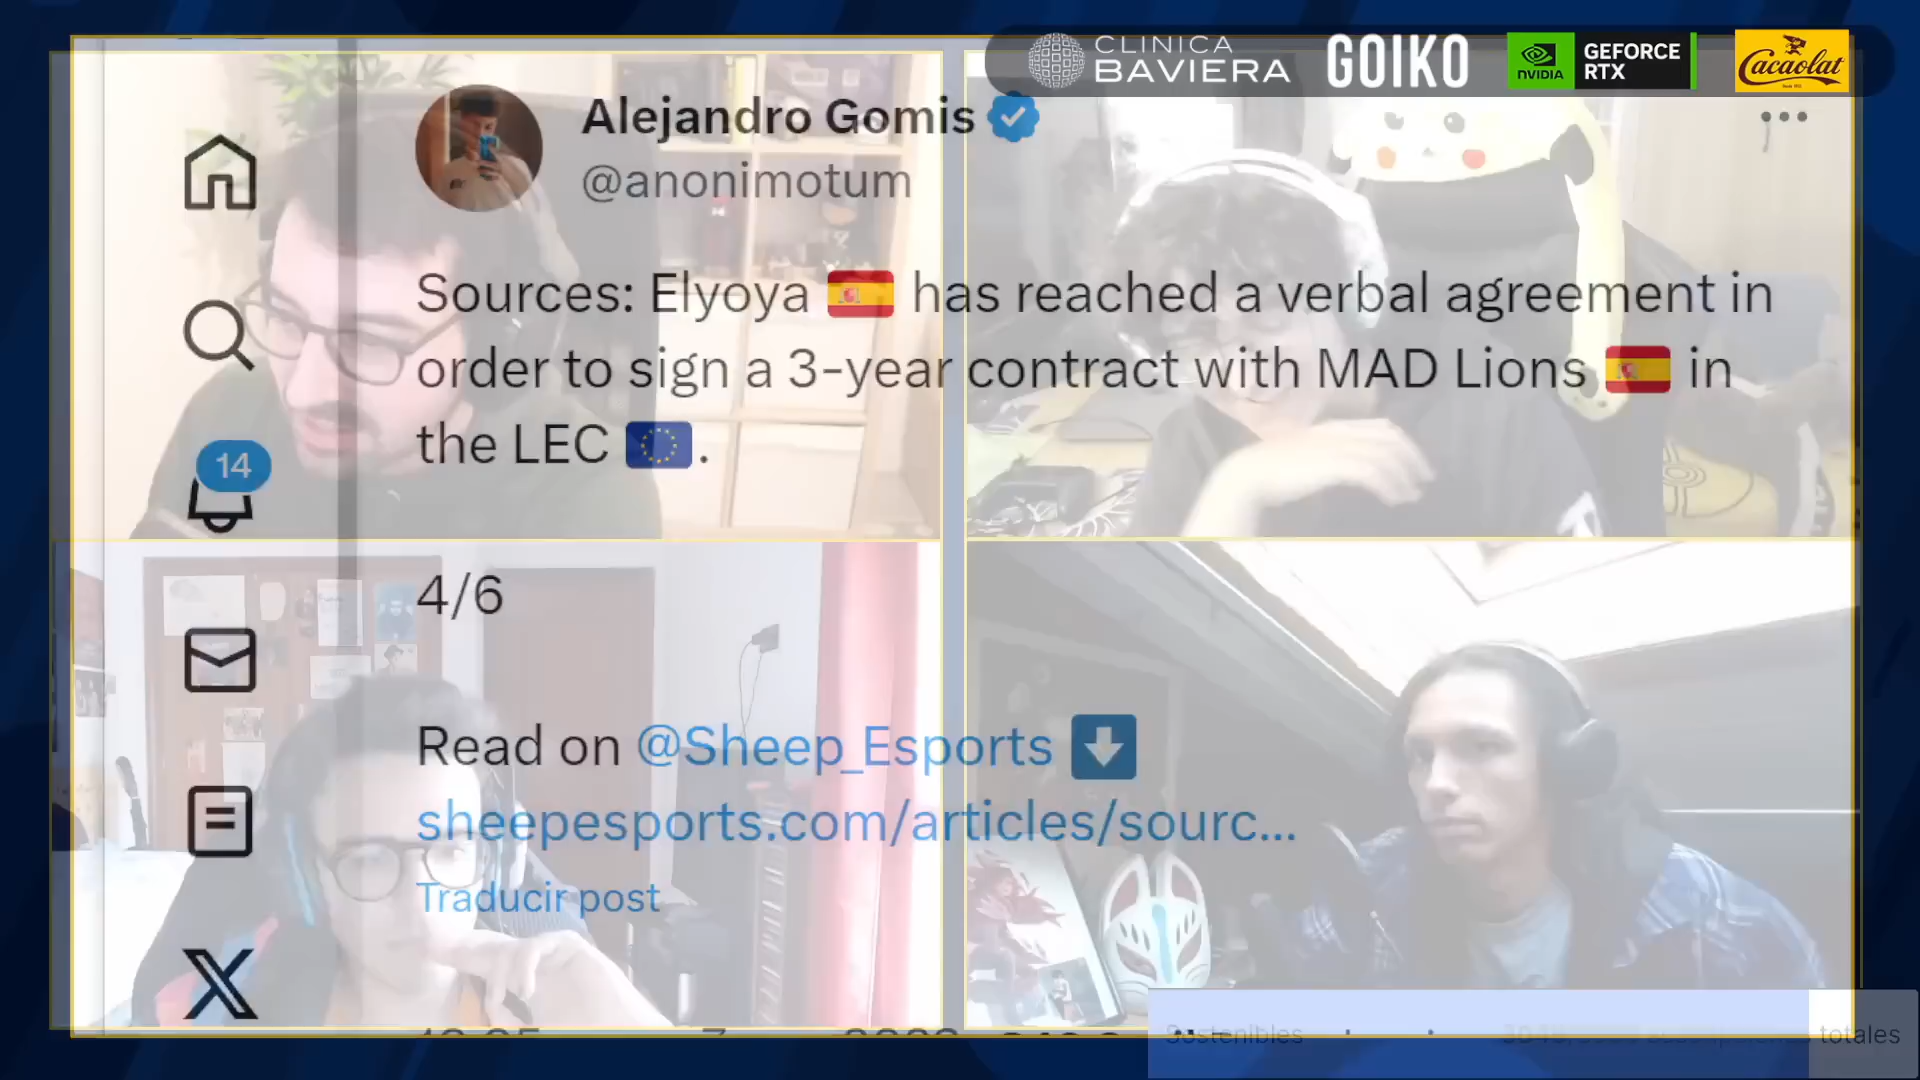 CLINICA
BAVIERA
GOIKO
NVIDIA
GEFORCE
RTX
Cacaolat
Alejandro Gomis
@anonimotum
Sources: Elyoya 🇪🇸 has reached a verbal agreement in
order to sign a 3-year contract with MAD Lions 🇪🇸 in
the LEC 🇪🇺.
14
4/6
Read on @Sheep_Esports ⬇️
sheepesports.com/articles/sourc...
Traducir post
Sostenibles
totales